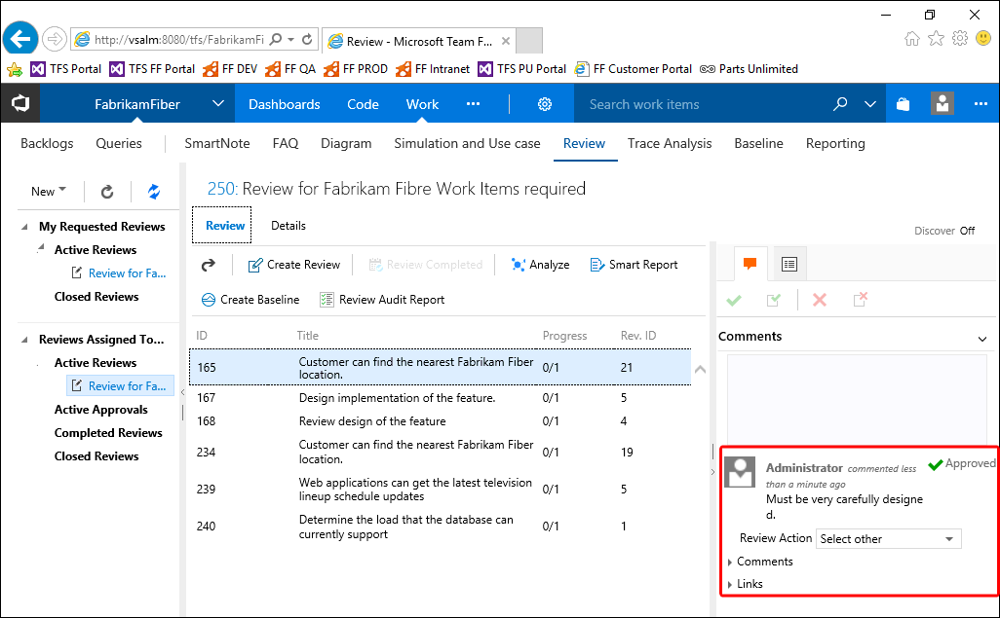 http://vsalm:8080/tfs/FabrikamFi
Review - Microsoft Team F...
TFS Portal TFS FF Portal FF DEV FF QA FF PROD FF Intranet TFS PU Portal FF Customer Portal Parts Unlimited
FabrikamFiber Dashboards Code Work ... Search work items ...
Backlogs Queries SmartNote FAQ Diagram Simulation and Use case Review Trace Analysis Baseline Reporting
New
My Requested Reviews
Active Reviews
Review for Fa...
Closed Reviews
Reviews Assigned To...
Active Reviews
Review for Fa...
Active Approvals
Completed Reviews
Closed Reviews
250: Review for Fabrikam Fibre Work Items required
Review Details
Discover Off
Create Review Review Completed Analyze Smart Report
Create Baseline Review Audit Report
ID Title Progress Rev. ID
165 Customer can find the nearest Fabrikam Fiber 0/1 21
location.
167 Design implementation of the feature. 0/1 5
168 Review design of the feature 0/1 4
234 Customer can find the nearest Fabrikam Fiber 0/1 19
location.
239 Web applications can get the latest television 0/1 5
lineup schedule updates
240 Determine the load that the database can 0/1 1
currently support
Comments
Administrator commented less Approved
than a minute ago
Must be very carefully designe
d.
Review Action Select other
Comments
Links